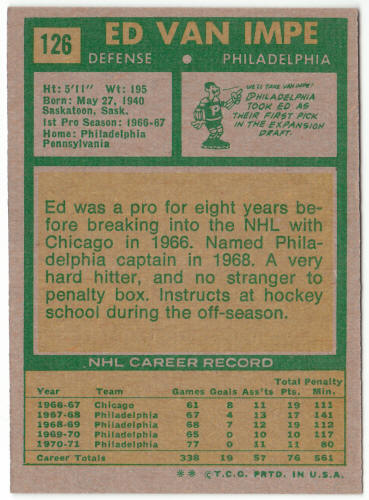 126
ED VAN IMPE
DEFENSE • PHILADELPHIA
Ht: 5'11" Wt: 195
Born: May 27, 1940
Saskatoon, Sask.
1st Pro Season: 1966-67
Home: Philadelphia
Pennsylvania
WE'LL TAKE VAN IMPE!
PHILADELPHIA
TOOK ED AS
THEIR FIRST PICK
IN THE EXPANSION
DRAFT.
Ed was a pro for eight years be-
fore breaking into the NHL with
Chicago in 1966. Named Phila-
delphia captain in 1968. A very
hard hitter, and no stranger to
penalty box. Instructs at hockey
school during the off-season.
NHL CAREER RECORD
Total Penalty
Year Team Games Goals Ass'ts Pts. Min.
1966-67 Chicago 61 8 11 19 111
1967-68 Philadelphia 67 4 13 17 141
1968-69 Philadelphia 68 7 12 19 112
1969-70 Philadelphia 65 0 10 10 117
1970-71 Philadelphia 77 0 11 11 80
Career Totals 338 19 57 76 561
** ©T.C.G. PRTD. IN U.S.A.